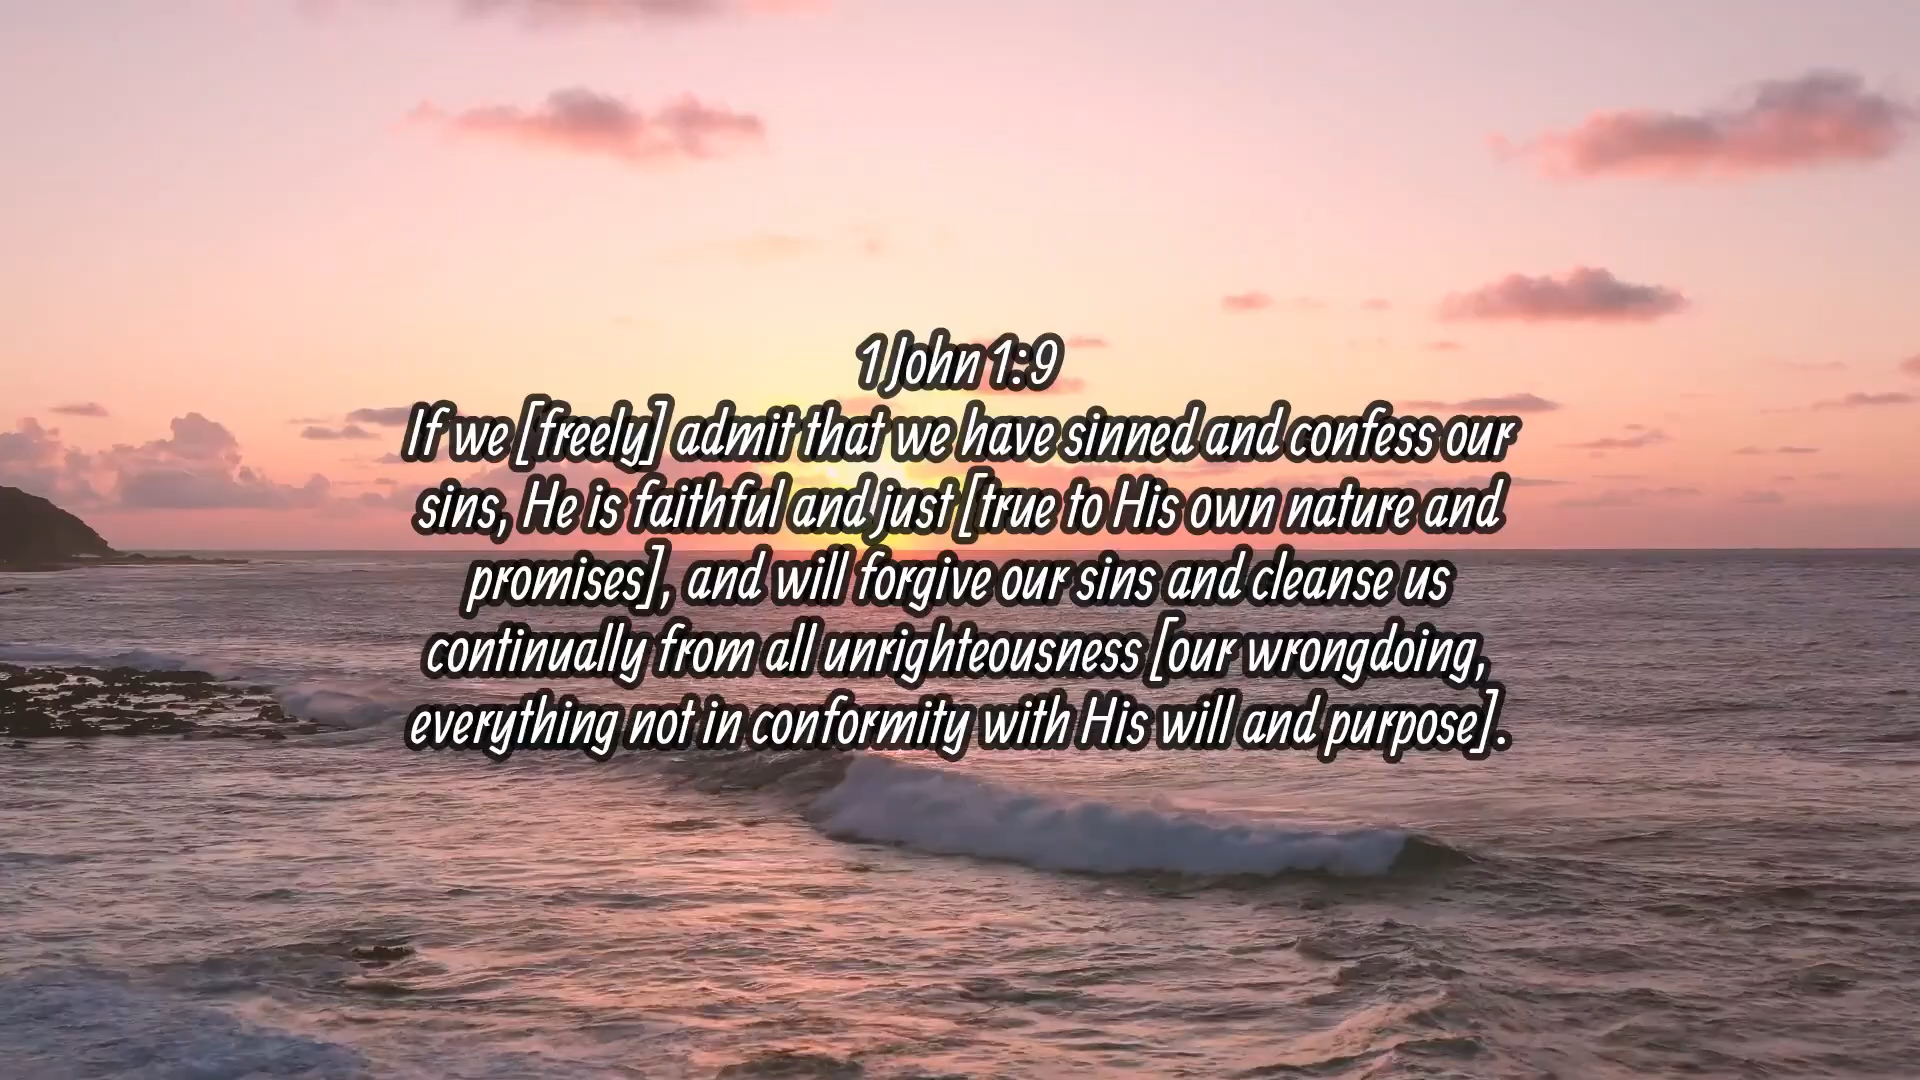 1 John 1:9
If we [freely] admit that we have sinned and confess our
sins, He is faithful and just [true to His own nature and
promises], and will forgive our sins and cleanse us
continually from all unrighteousness [our wrongdoing,
everything not in conformity with His will and purpose].